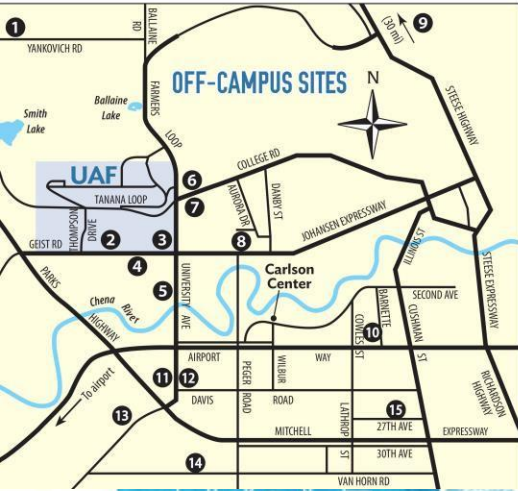 1
YANKOVICH RD
BALLAINE
RD
9
(30 mi)
OFF-CAMPUS SITES
N
Smith
Lake
Ballaine
Lake
FARMERS
LOOP
STEESE HIGHWAY
UAF
TANANA LOOP
THOMPSON
DRIVE
6
7
COLLEGE RD
AURORA DR
DANBY ST
JOHANSEN EXPRESSWAY
2
3
8
GEIST RD
4
5
PARKS
HIGHWAY
Chena
River
UNIVERSITY
AVE
Carlson
Center
ILLINOIS ST
STEESE EXPRESSWAY
SECOND AVE
BARNETTE
10
COWLES ST
CUSHMAN
ST
AIRPORT
WAY
11
12
PEGER
ROAD
WILBUR
RICHARDSON
HIGHWAY
To airport
DAVIS
ROAD
13
LATHROP
ST
15
27TH AVE
MITCHELL
EXPRESSWAY
14
30TH AVE
VAN HORN RD